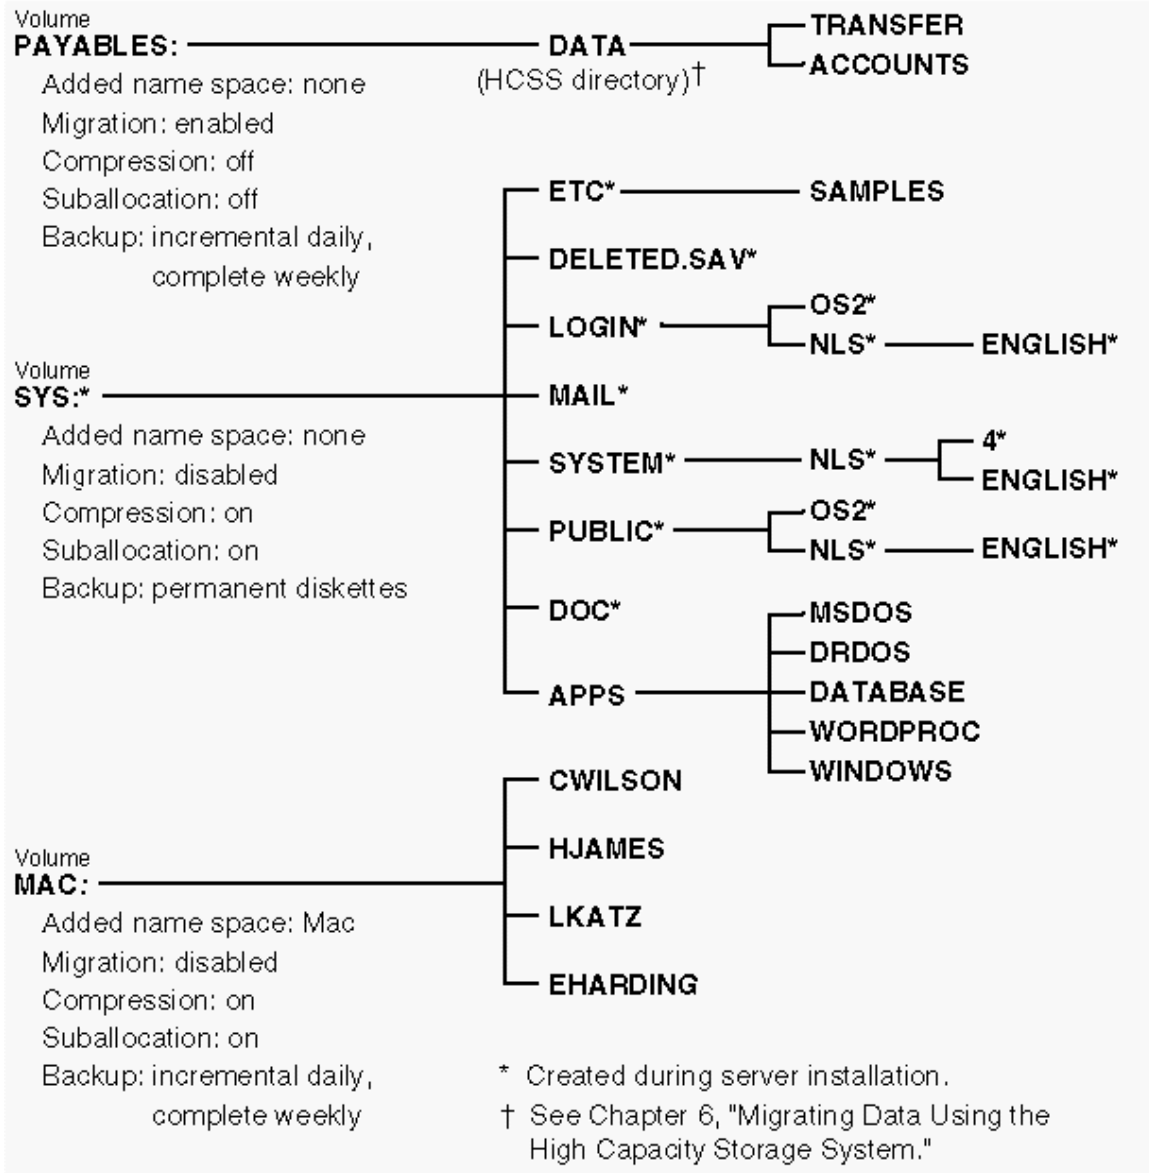 Volume
PAYABLES: DATA TRANSFER
(HCSS directory)† ACCOUNTS
Added name space: none
Migration: enabled
Compression: off
Suballocation: off
Backup: incremental daily,
complete weekly
ETC* SAMPLES
DELETED.SAV*
LOGIN* OS2*
NLS* ENGLISH*
Volume
SYS:* MAIL*
Added name space: none
Migration: disabled
Compression: on
Suballocation: on
Backup: permanent diskettes
SYSTEM* NLS* 4*
ENGLISH*
PUBLIC* OS2*
NLS* ENGLISH*
DOC*
APPS MSDOS
DRDOS
DATABASE
WORDPROC
WINDOWS
Volume
MAC:
Added name space: Mac
Migration: disabled
Compression: on
Suballocation: on
Backup: incremental daily,
complete weekly
CWILSON
HJAMES
LKATZ
EHARDING
* Created during server installation.
† See Chapter 6, "Migrating Data Using the
High Capacity Storage System."